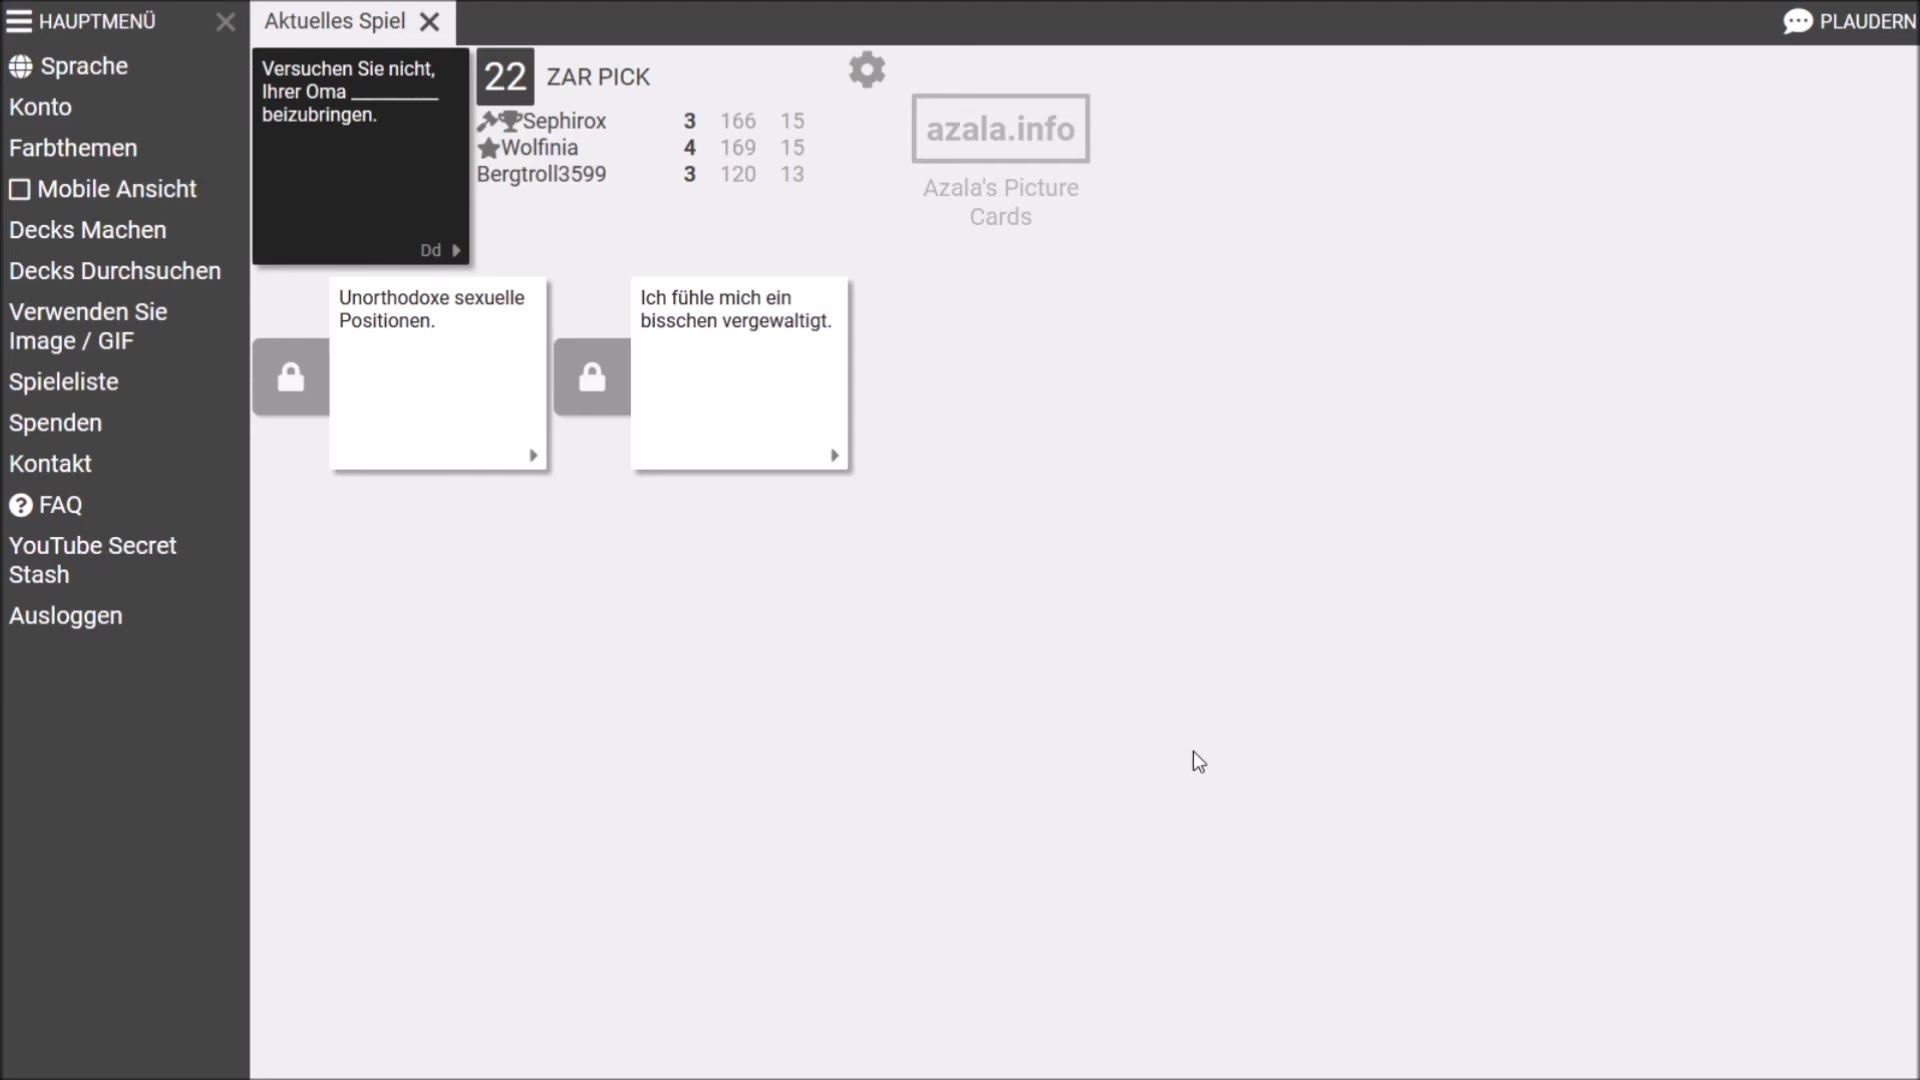 HAUPTMENÜ
Sprache
Konto
Farbthemen
Mobile Ansicht
Decks Machen
Decks Durchsuchen
Verwenden Sie
Image / GIF
Spieleliste
Spenden
Kontakt
FAQ
YouTube Secret
Stash
Ausloggen
Aktuelles Spiel
PLAUDERN
Versuchen Sie nicht,
Ihrer Oma ________
beizubringen.
Dd
22 ZAR PICK
Sephirox 3 166 15
Wolfinia 4 169 15
Bergtroll3599 3 120 13
azala.info
Azala's Picture
Cards
Unorthodoxe sexuelle
Positionen.
Ich fühle mich ein
bisschen vergewaltigt.